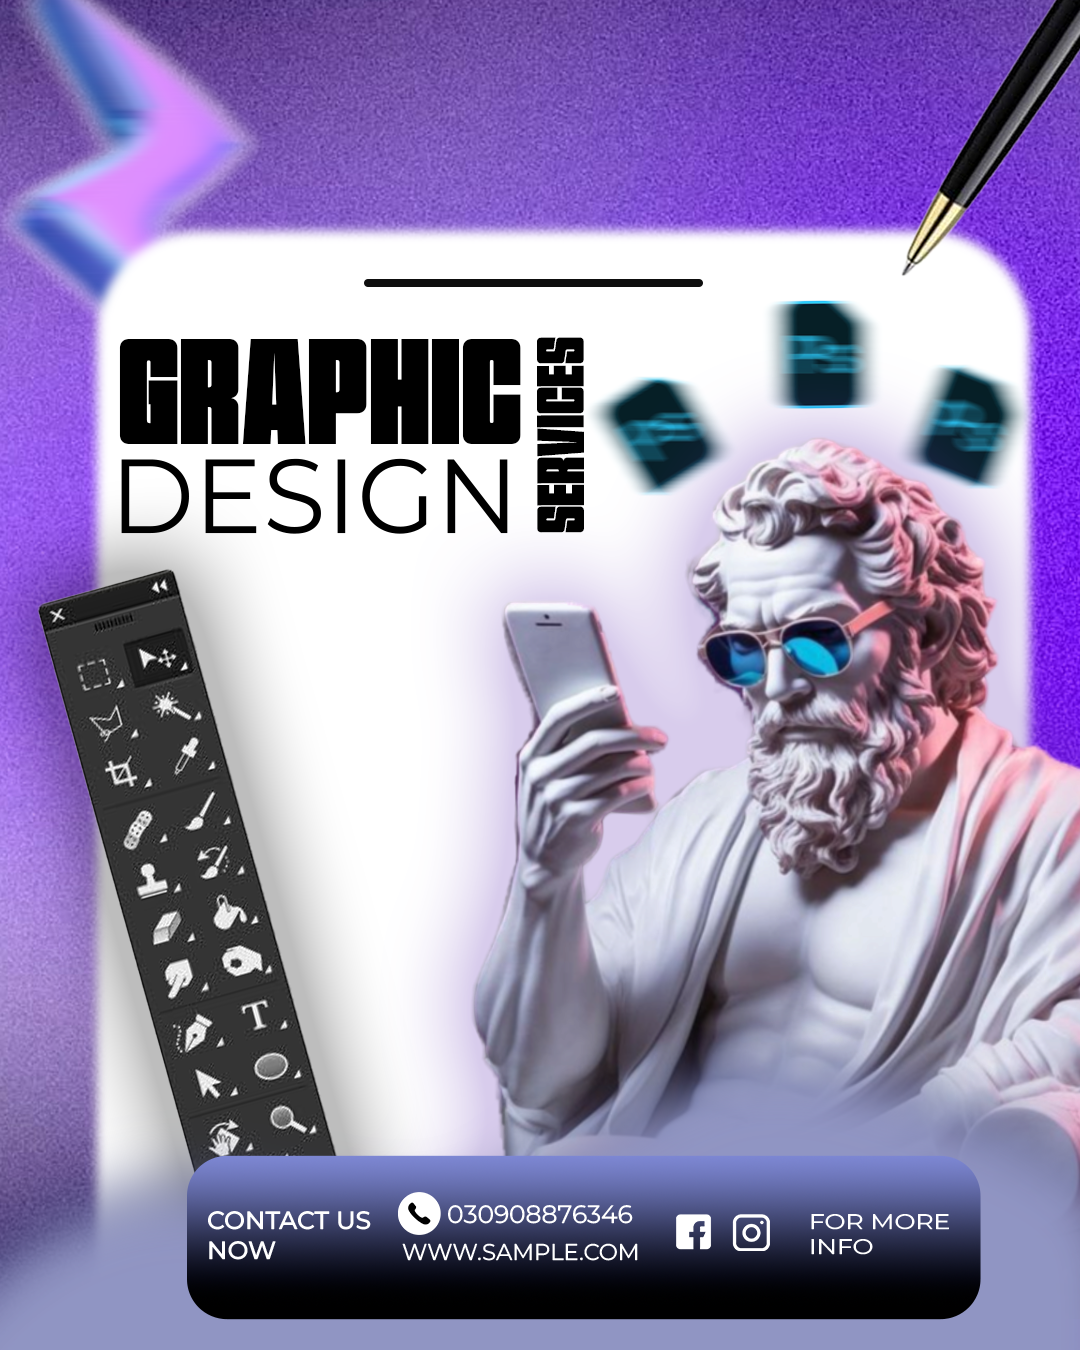 GRAPHIC
DESIGN
SERVICES
T
CONTACT US
NOW
030908876346
WWW.SAMPLE.COM
FOR MORE
INFO